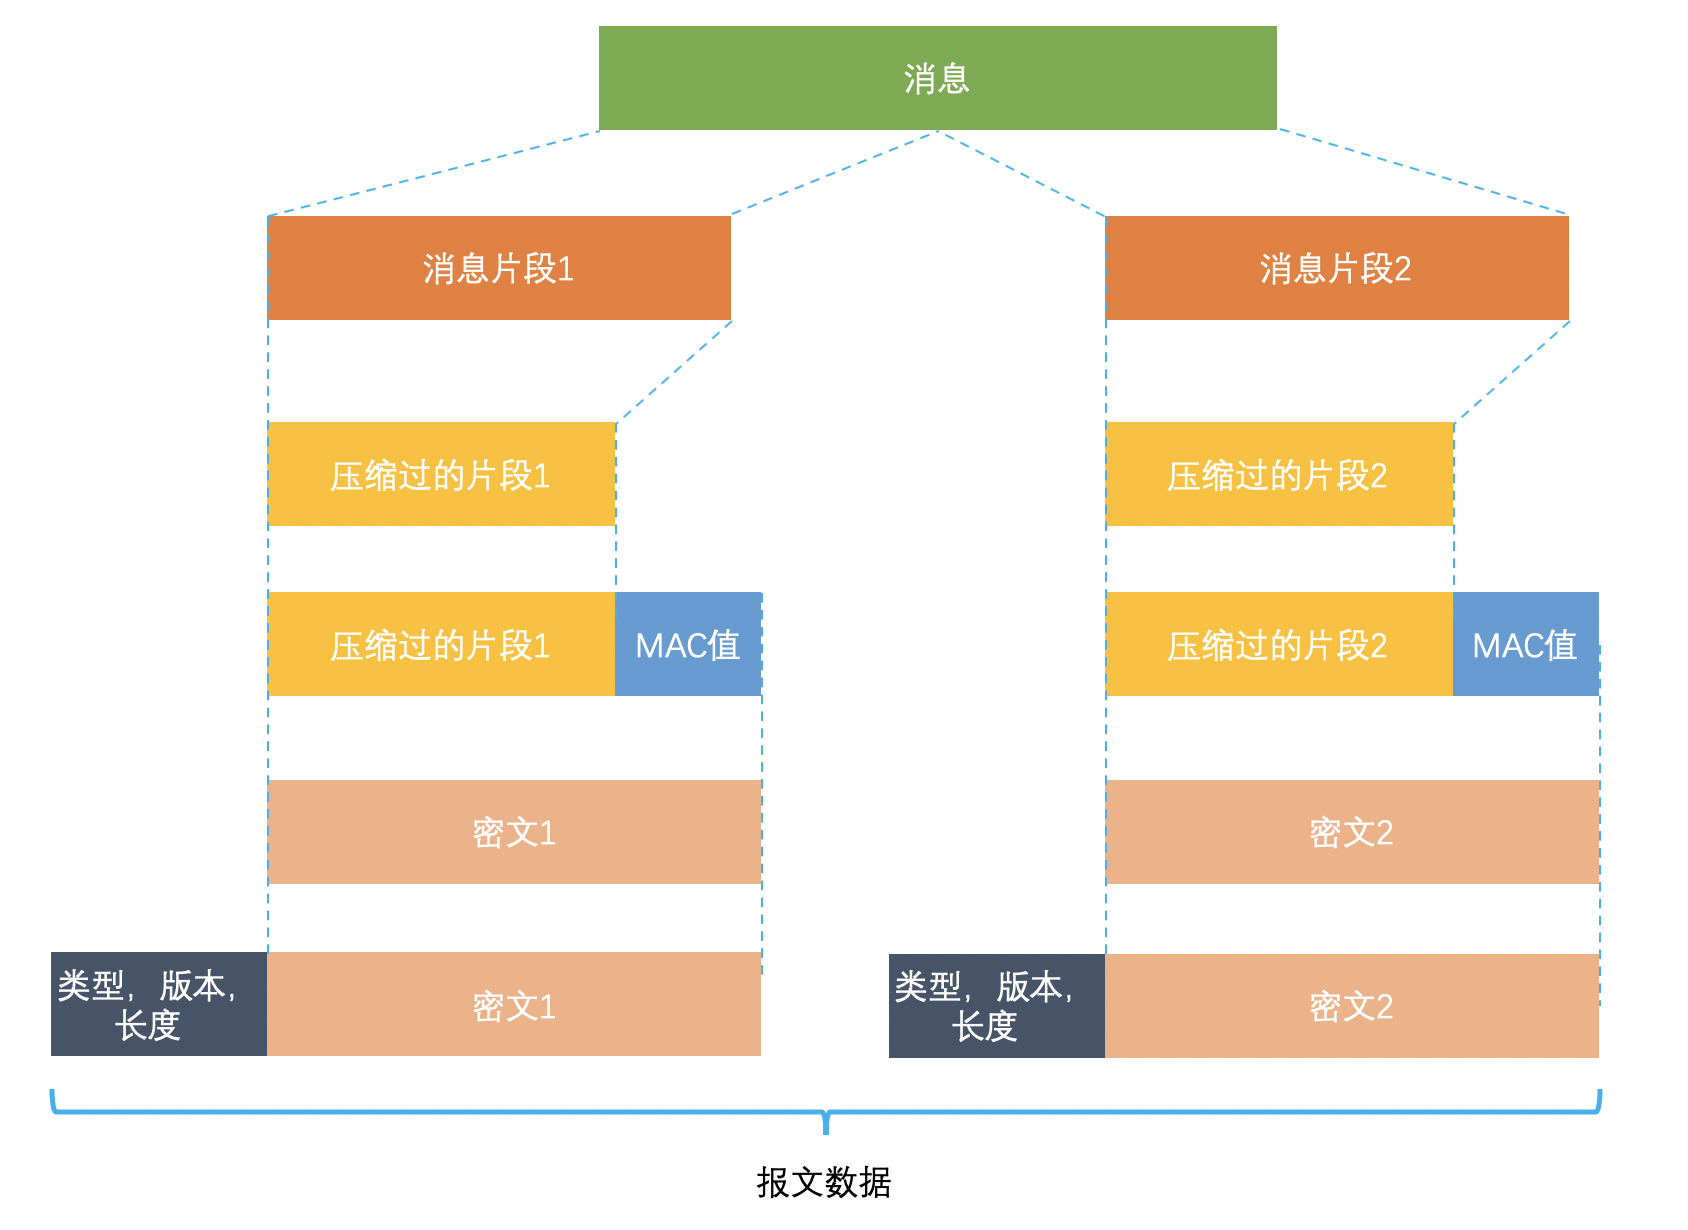 消息
消息片段1
消息片段2
压缩过的片段1
压缩过的片段2
压缩过的片段1
MAC值
压缩过的片段2
MAC值
密文1
密文2
类型，版本,
长度
密文1
类型，版本,
长度
密文2
报文数据